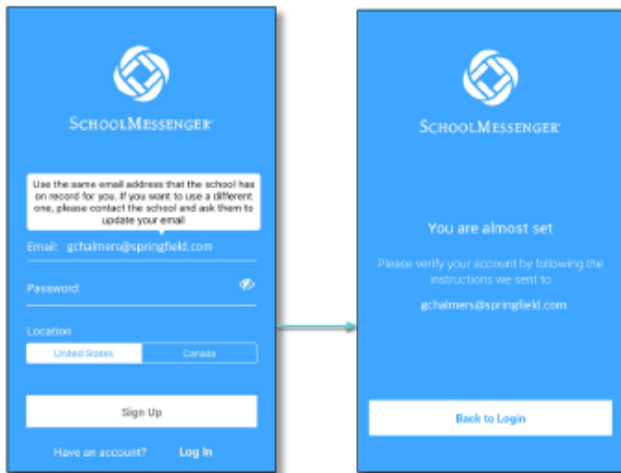 SCHOOLMESSENGER®
Use the same email address that the school has
on record for you. If you want to use a different
one, please contact the school and ask them to
update your email
Email: gchalmers@springfield.com
Password:
Location
United States Canada
Sign Up
Have an account? Log In
SCHOOLMESSENGER®
You are almost set
Please verify your account by following the
instructions we sent to
gchalmers@springfield.com
Back to Login